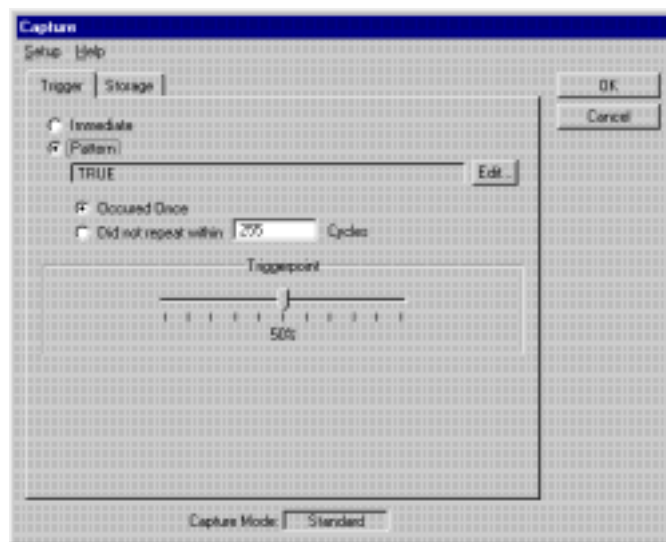 Capture
Setup Help
Trigger Storage
OK
Cancel
Immediate
Pattern
TRUE
Edit...
Occured Once
Did not repeat within 255 Cycles
Triggerpoint
50%
Capture Mode: Standard